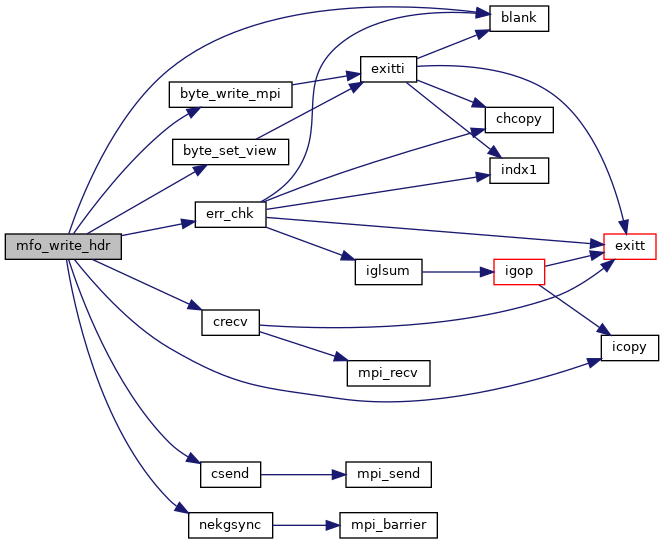 blank
exitti
byte_write_mpi
chcopy
byte_set_view
indx1
err_chk
mfo_write_hdr
exitt
iglsum
igop
crecv
icopy
mpi_recv
csend
mpi_send
nekgsync
mpi_barrier